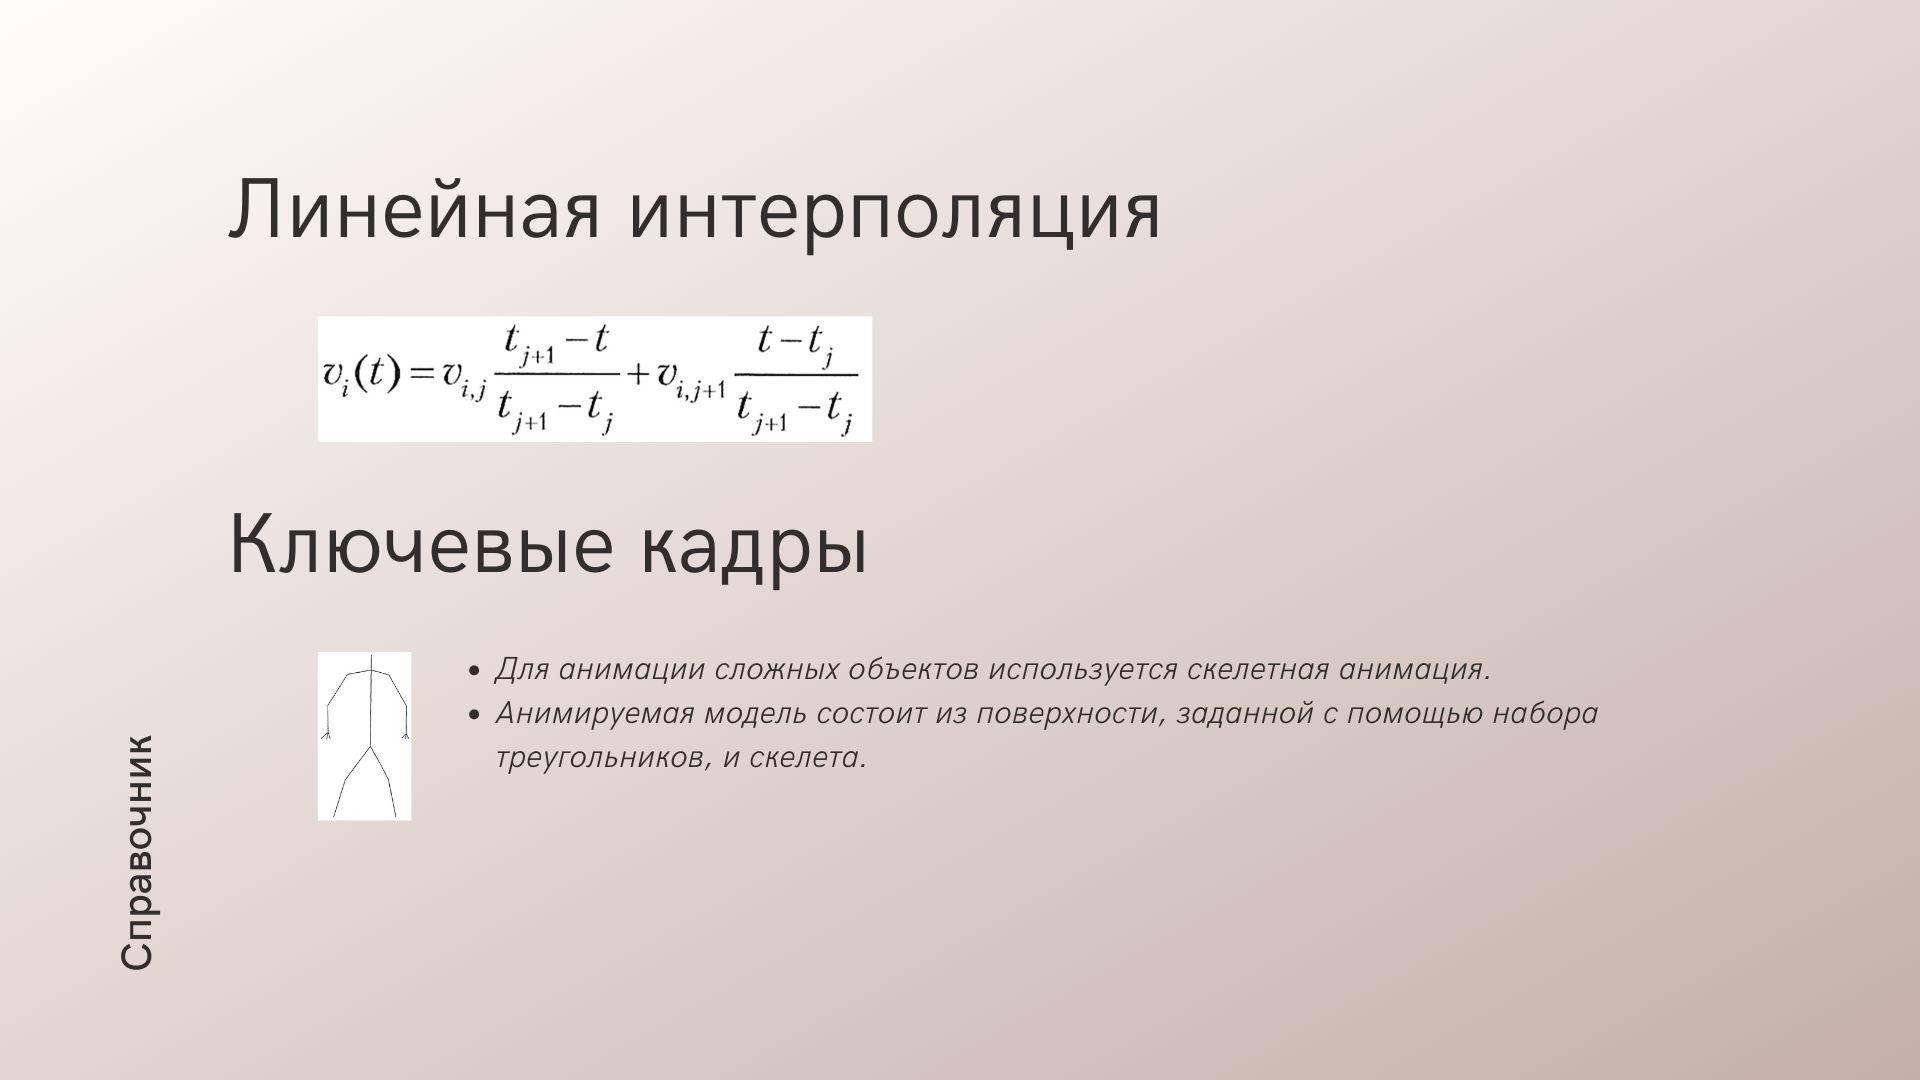 Линейная интерполяция
v_i(t) = v_{i,j} \frac{t_{j+1} - t}{t_{j+1} - t_j} + v_{i,j+1} \frac{t - t_j}{t_{j+1} - t_j}
Ключевые кадры
• Для анимации сложных объектов используется скелетная анимация.
• Анимируемая модель состоит из поверхности, заданной с помощью набора
треугольников, и скелета.
Справочник